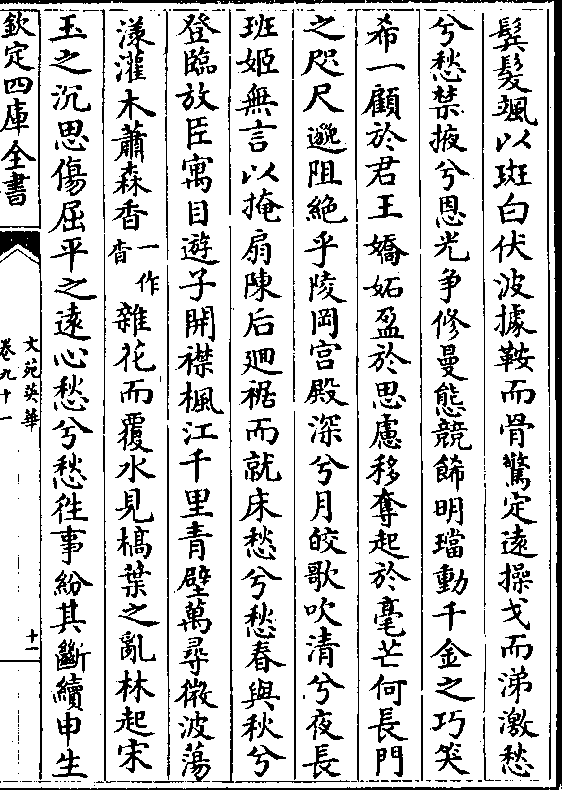 鬂髮颯以斑白伏波據鞍而骨驚定遠操戈而涕激愁
兮愁禁掖兮恩光争修曼態競飾明璫動千金之巧笑
希一顧於君王嬌妬盈於思慮移奪起於毫芒何長門
之咫尺邈阻絶乎陵岡宫殿深兮月皎歌吹清兮夜長
班姬無言以掩扇陳后廻裾而就床愁兮愁春與秋兮
登臨放臣寓目遊子開襟楓江千里青壁萬尋微波蕩
漾灌木蕭森香一作杳雜花而覆水見槁葉之亂林起宋
玉之沉思傷屈平之遠心愁兮愁徃事紛其斷續申生
欽定四庫全書
文苑英華
卷九十一
十一